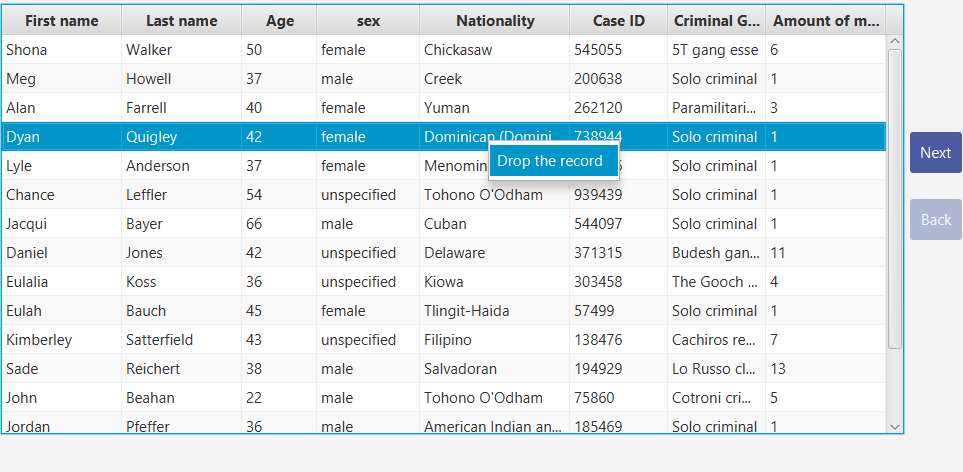 First name Last name Age sex Nationality Case ID Criminal G... Amount of m...
Shona Walker 50 female Chickasaw 545055 5T gang esse 6
Meg Howell 37 male Creek 200638 Solo criminal 1
Alan Farrell 40 female Yuman 262120 Paramilitari... 3
Dyan Quigley 42 female Dominican (Domini 738944 Solo criminal 1
Drop the record
Lyle Anderson 37 female Solo criminal 1
Chance Leffler 54 unspecified Tohono O'Odham 939439 Solo criminal 1
Jacqui Bayer 66 male Cuban 544097 Solo criminal 1
Daniel Jones 42 unspecified Delaware 371315 Budesh gan... 11
Eulalia Koss 36 unspecified Kiowa 303458 The Gooch ... 4
Eulah Bauch 45 female Tlingit-Haida 57499 Solo criminal 1
Kimberley Satterfield 43 unspecified Filipino 138476 Cachiros re... 7
Sade Reichert 38 male Salvadoran 194929 Lo Russo cl... 13
John Beahan 22 male Tohono O'Odham 75860 Cotroni cri... 5
Jordan Pfeffer 36 male American Indian an... 185469 Solo criminal 1
Next
Back